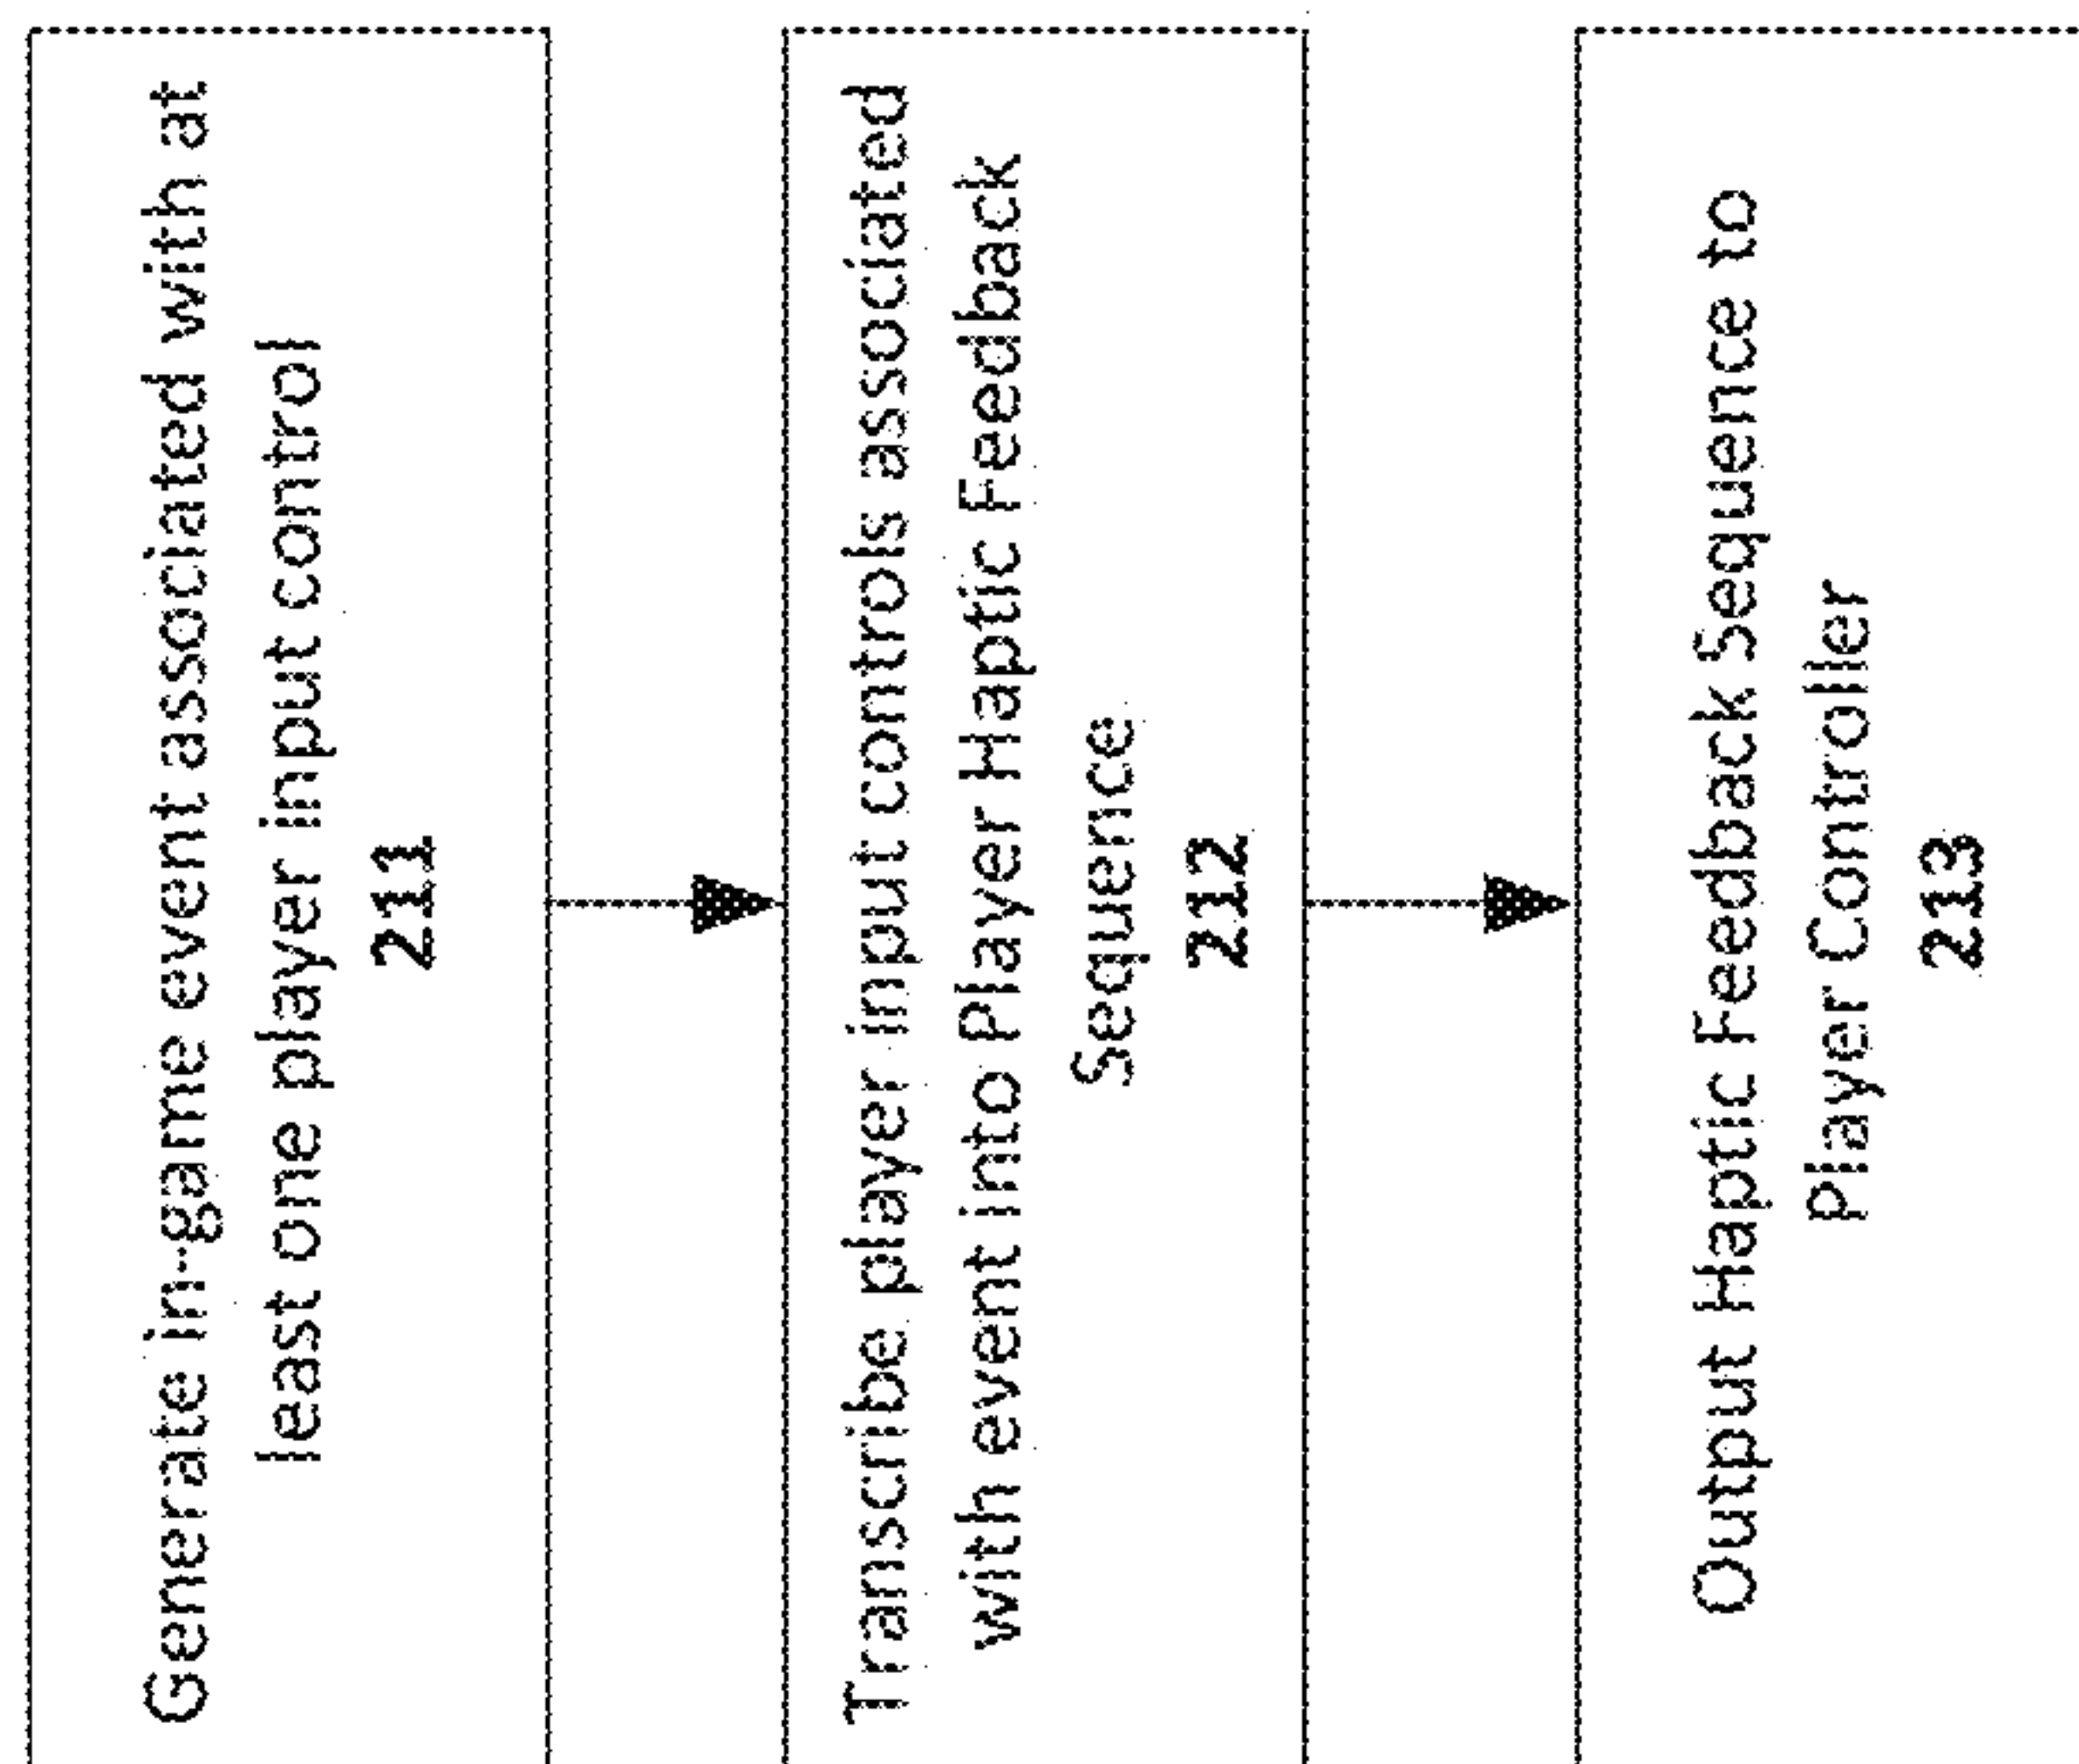 Generate in-game event associated with at
least one player input control
211
Transcribe player input controls associated
with event into Player Haptic Feedback
Sequence
212
Output Haptic Feedback Sequence to
Player Controller
213